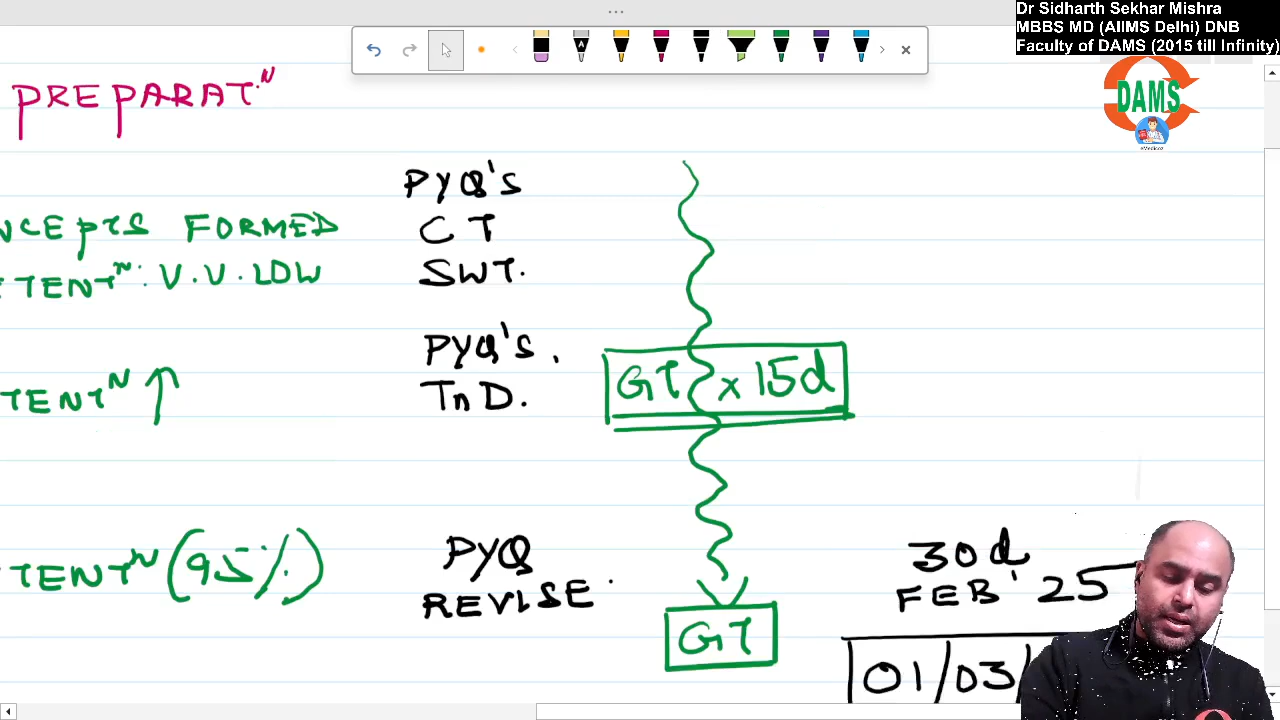 Dr Sidharth Sekhar Mishra
MBBS MD (AIIMS Delhi) DNB
Faculty of DAMS (2015 till Infinity)
DAMS
eMedicoz
PREPARAT.N
PYQ'S
NCEPTS FORMED
CT
TENTN: V.V.LOW
SWT.
PYQ'S.
GT x 15d
TENTN ↑
TnD.
PYQ
30d
TENTN (95%)
REVISE
FEB' 25
GT
01/03/